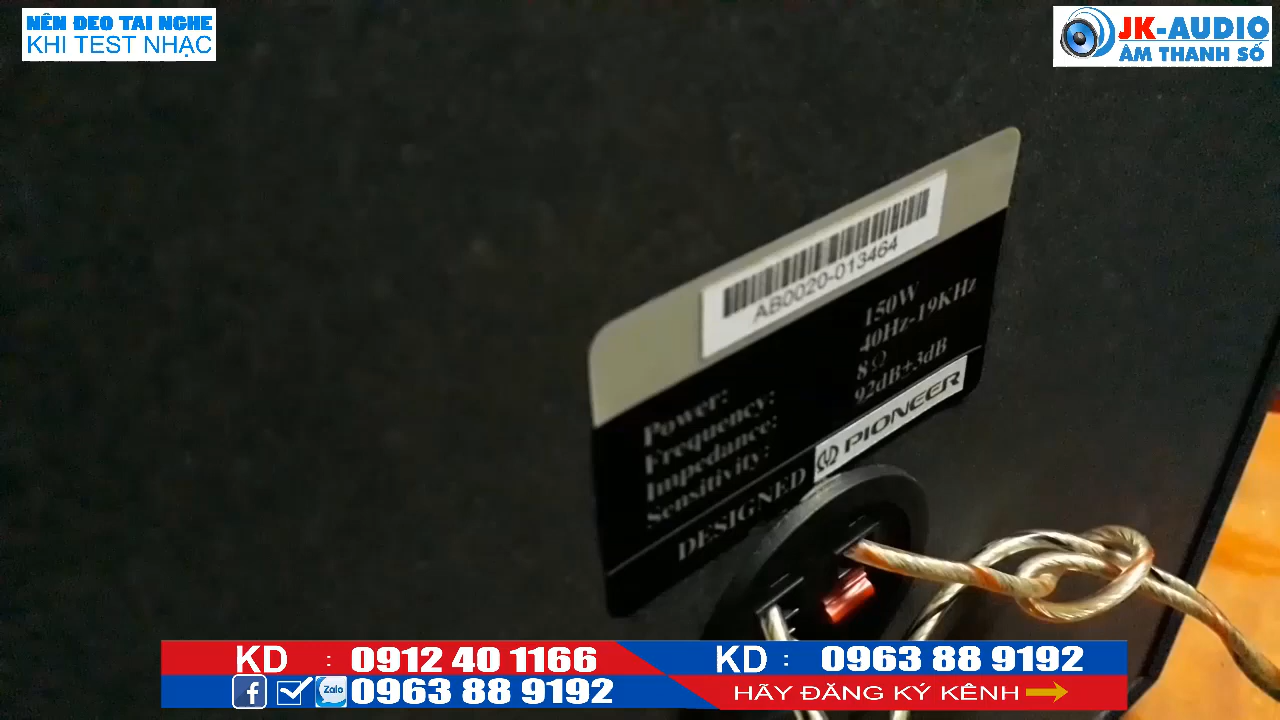 NÊN ĐEO TAI NGHE
KHI TEST NHẠC
JK-AUDIO
ÂM THANH SỐ
AB0020-013464
Power: 150W
Frequency: 40Hz-19KHz
Impedance: 8Ω
Sensitivity: 92dB±3dB
DESIGNED PIONEER
KD : 0912 40 1166
KD : 0963 88 9192
Zalo 0963 88 9192
HÃY ĐĂNG KÝ KÊNH